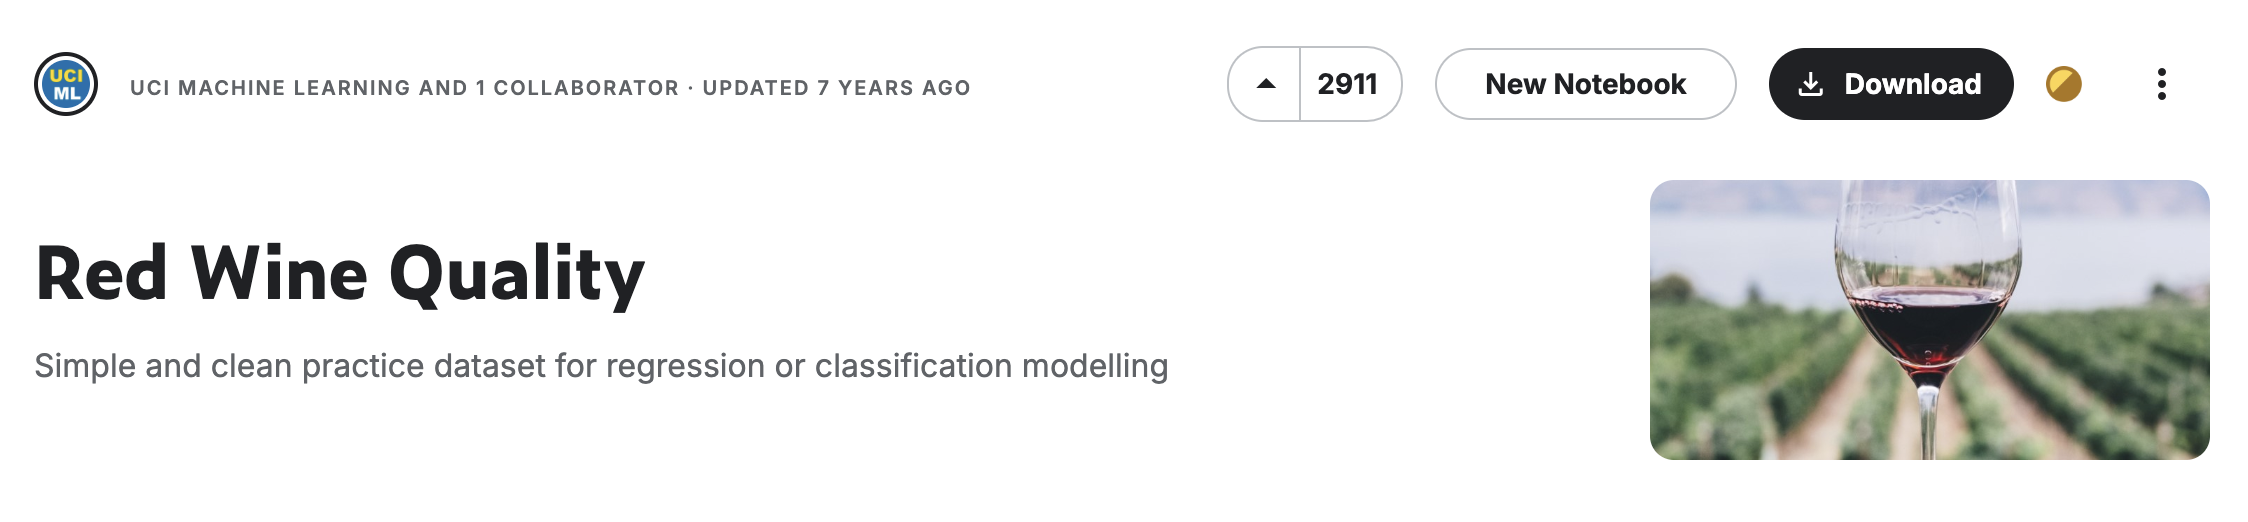 UCI
ML
UCI MACHINE LEARNING AND 1 COLLABORATOR · UPDATED 7 YEARS AGO
2911
New Notebook
Download
Red Wine Quality
Simple and clean practice dataset for regression or classification modelling